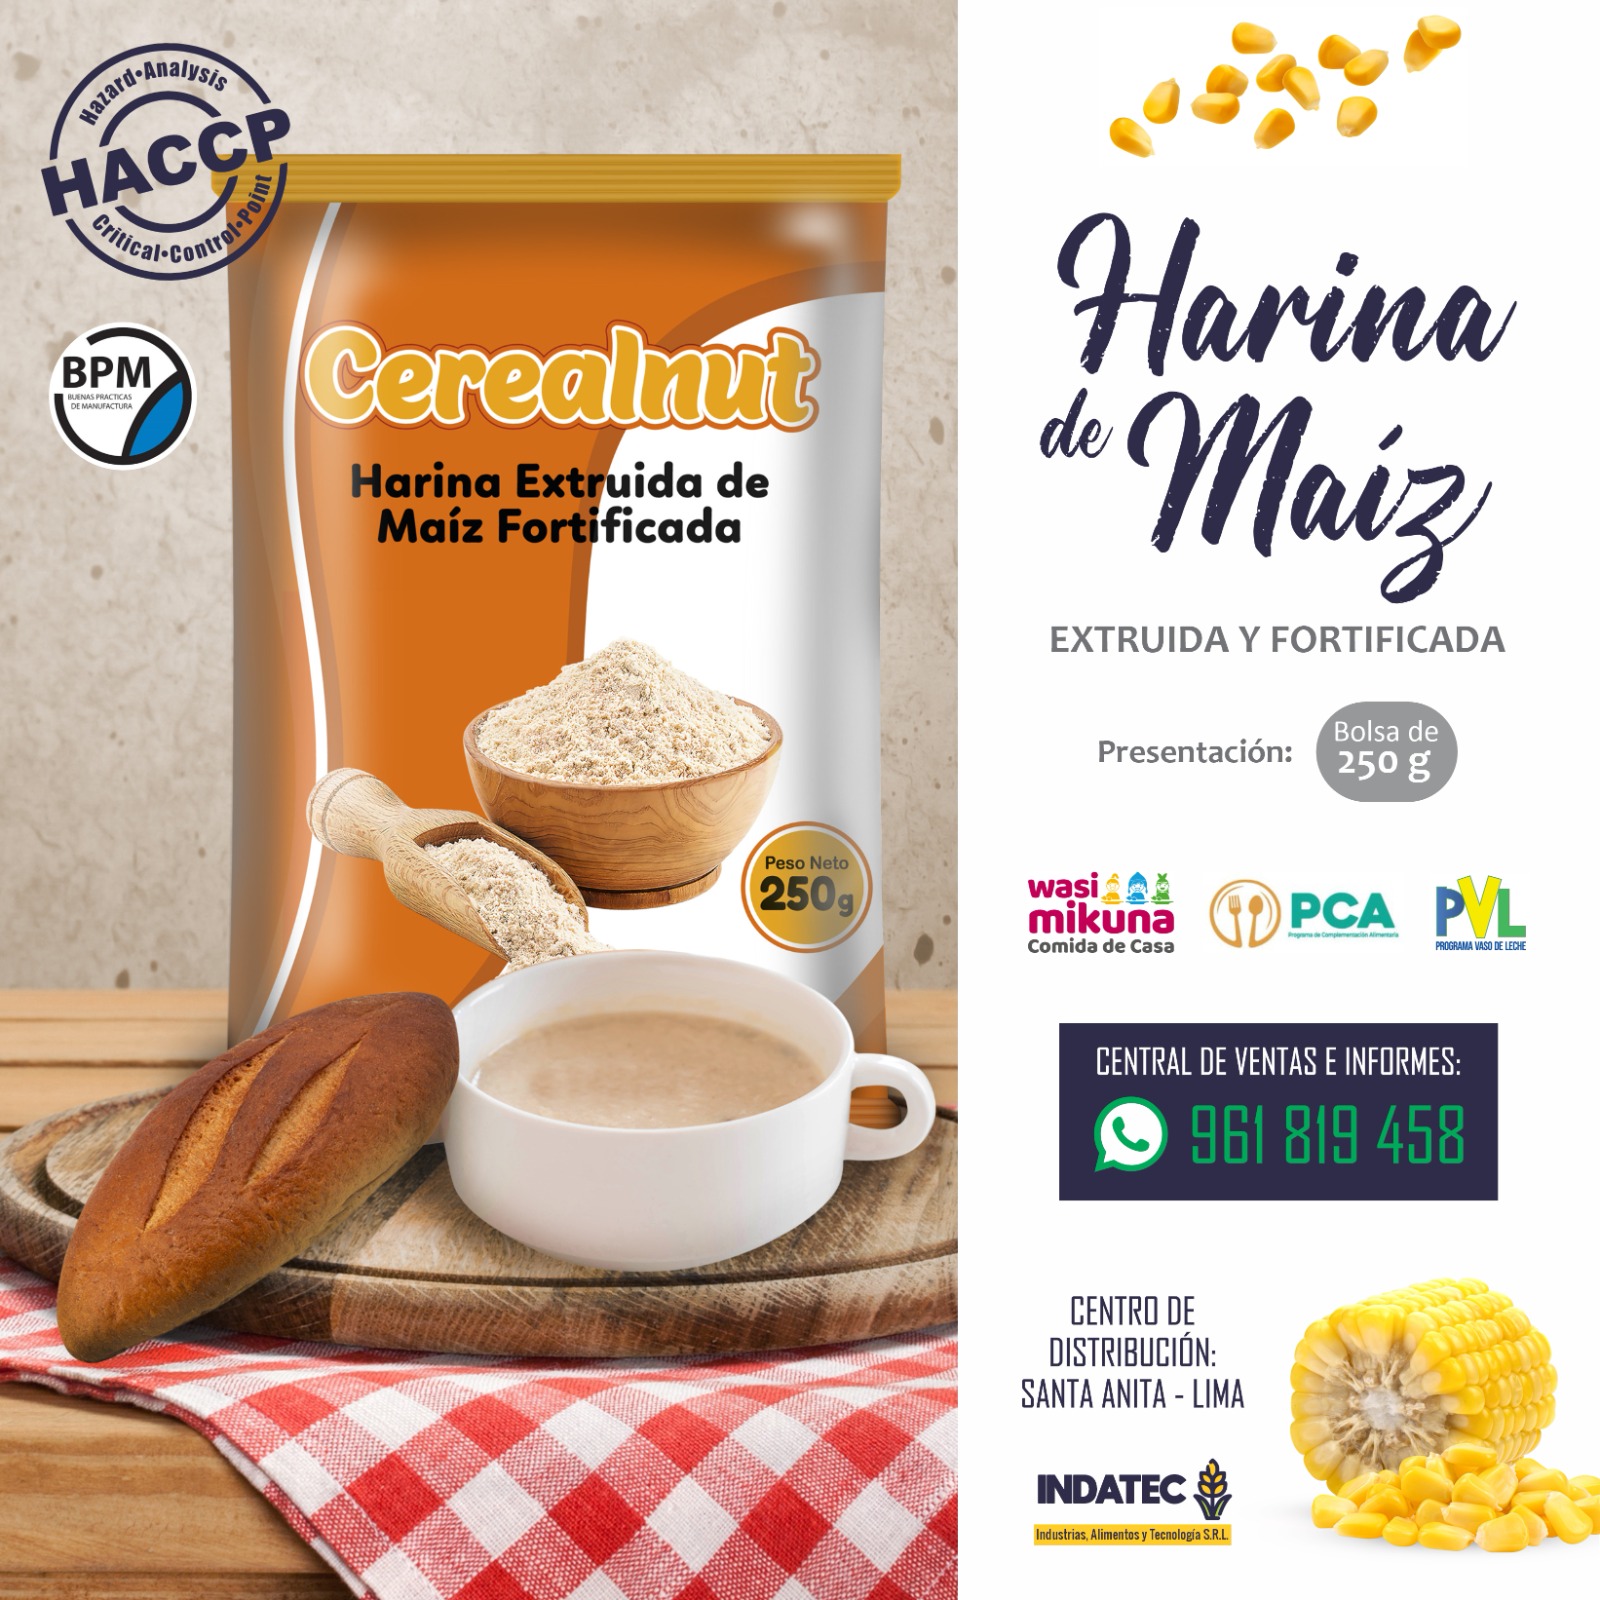 Hazard•Analysis
HACCP
Critical•Control•Point
BPM
BUENAS PRACTICAS
DE MANUFACTURA
Cerealnut
Harina Extruida de
Maíz Fortificada
Peso Neto
250g
Harina
de Maíz
EXTRUIDA Y FORTIFICADA
Presentación:
Bolsa de
250 g
wasi
mikuna
Comida de Casa
PCA
Programa de Complementación Alimentaria
PVL
PROGRAMA VASO DE LECHE
CENTRAL DE VENTAS E INFORMES:
961 819 458
CENTRO DE
DISTRIBUCIÓN:
SANTA ANITA - LIMA
INDATEC
Industrias, Alimentos y Tecnología S.R.L.